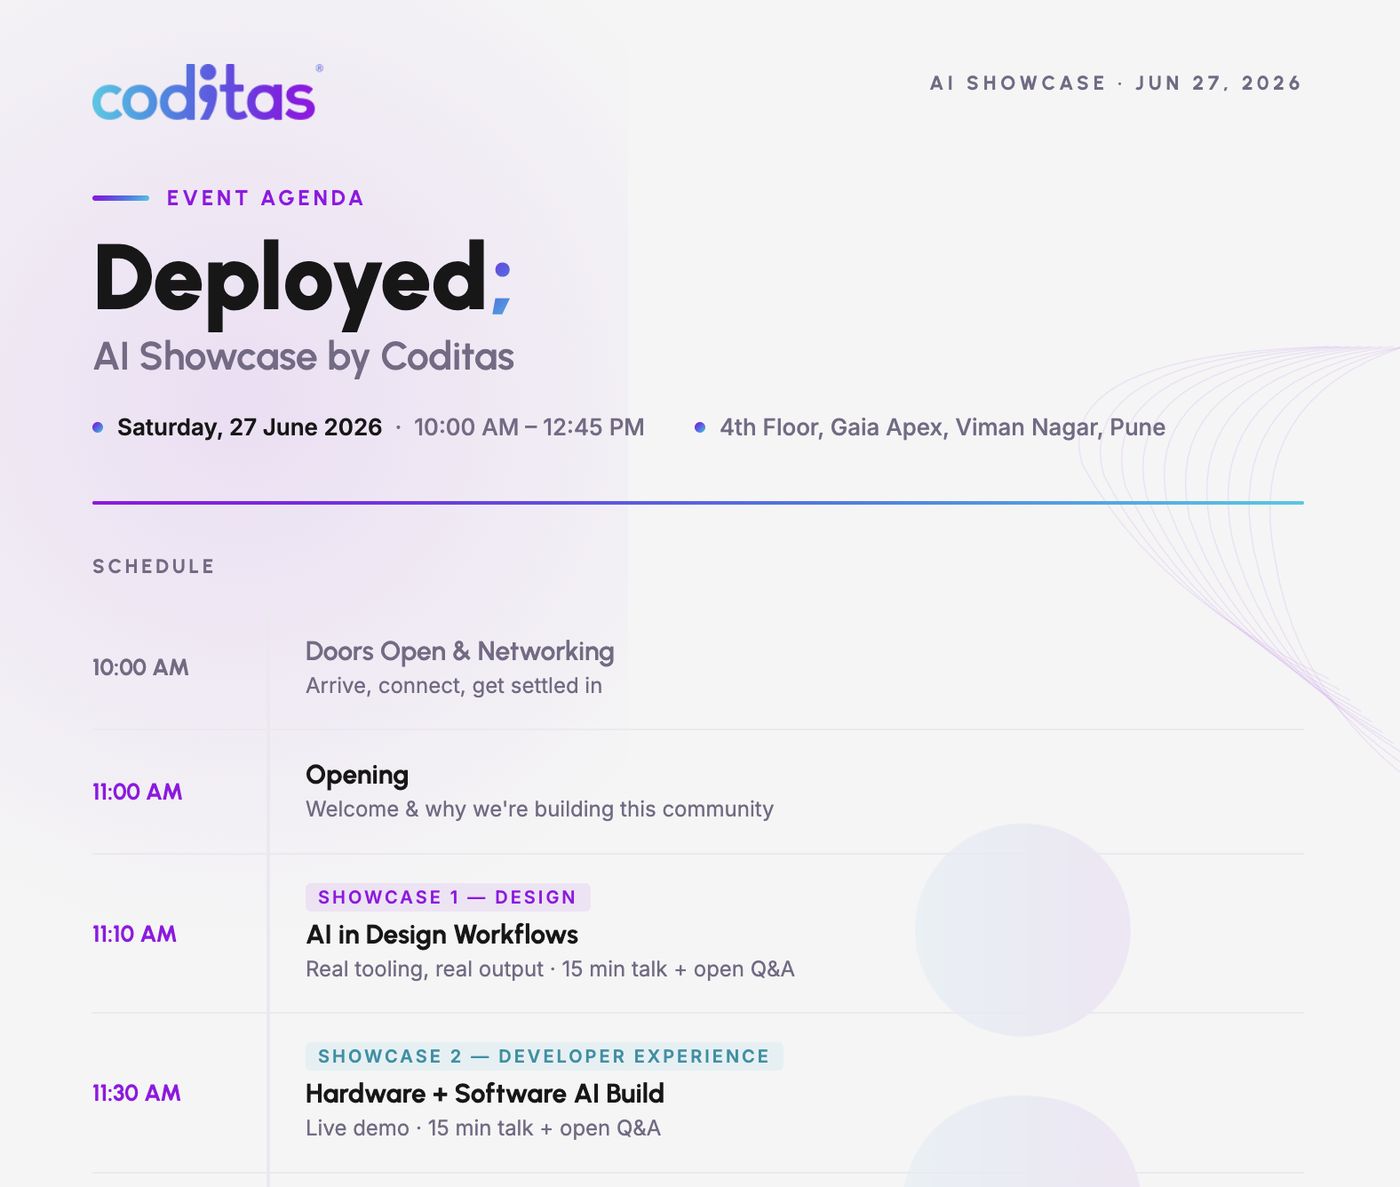 coditas®
AI SHOWCASE · JUN 27, 2026
EVENT AGENDA
Deployed;
AI Showcase by Coditas
Saturday, 27 June 2026 · 10:00 AM – 12:45 PM
4th Floor, Gaia Apex, Viman Nagar, Pune
SCHEDULE
10:00 AM
Doors Open & Networking
Arrive, connect, get settled in
11:00 AM
Opening
Welcome & why we're building this community
11:10 AM
SHOWCASE 1 — DESIGN
AI in Design Workflows
Real tooling, real output · 15 min talk + open Q&A
11:30 AM
SHOWCASE 2 — DEVELOPER EXPERIENCE
Hardware + Software AI Build
Live demo · 15 min talk + open Q&A